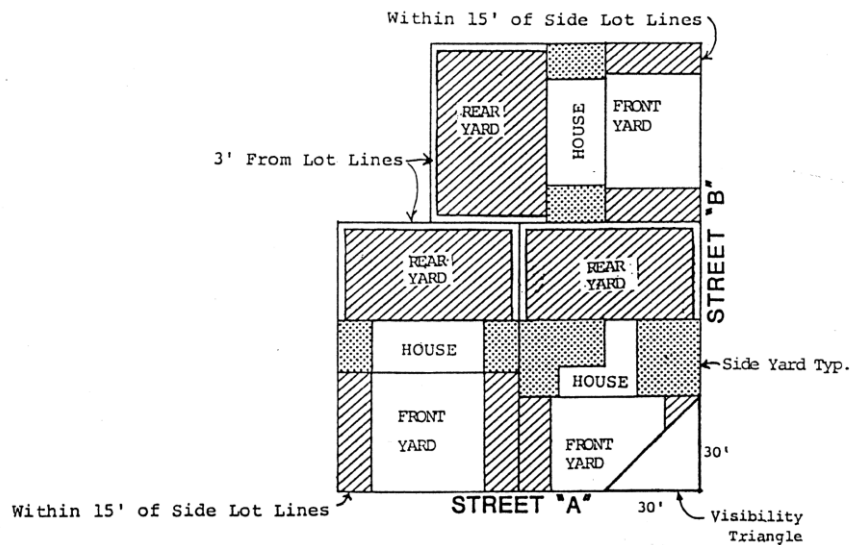 Within 15' of Side Lot Lines
REAR
YARD
HOUSE
FRONT
YARD
3' From Lot Lines
STREET "B"
REAR
YARD
REAR
YARD
HOUSE
HOUSE
Side Yard Typ.
FRONT
YARD
FRONT
YARD
30'
Within 15' of Side Lot Lines
STREET "A"
30'
Visibility
Triangle